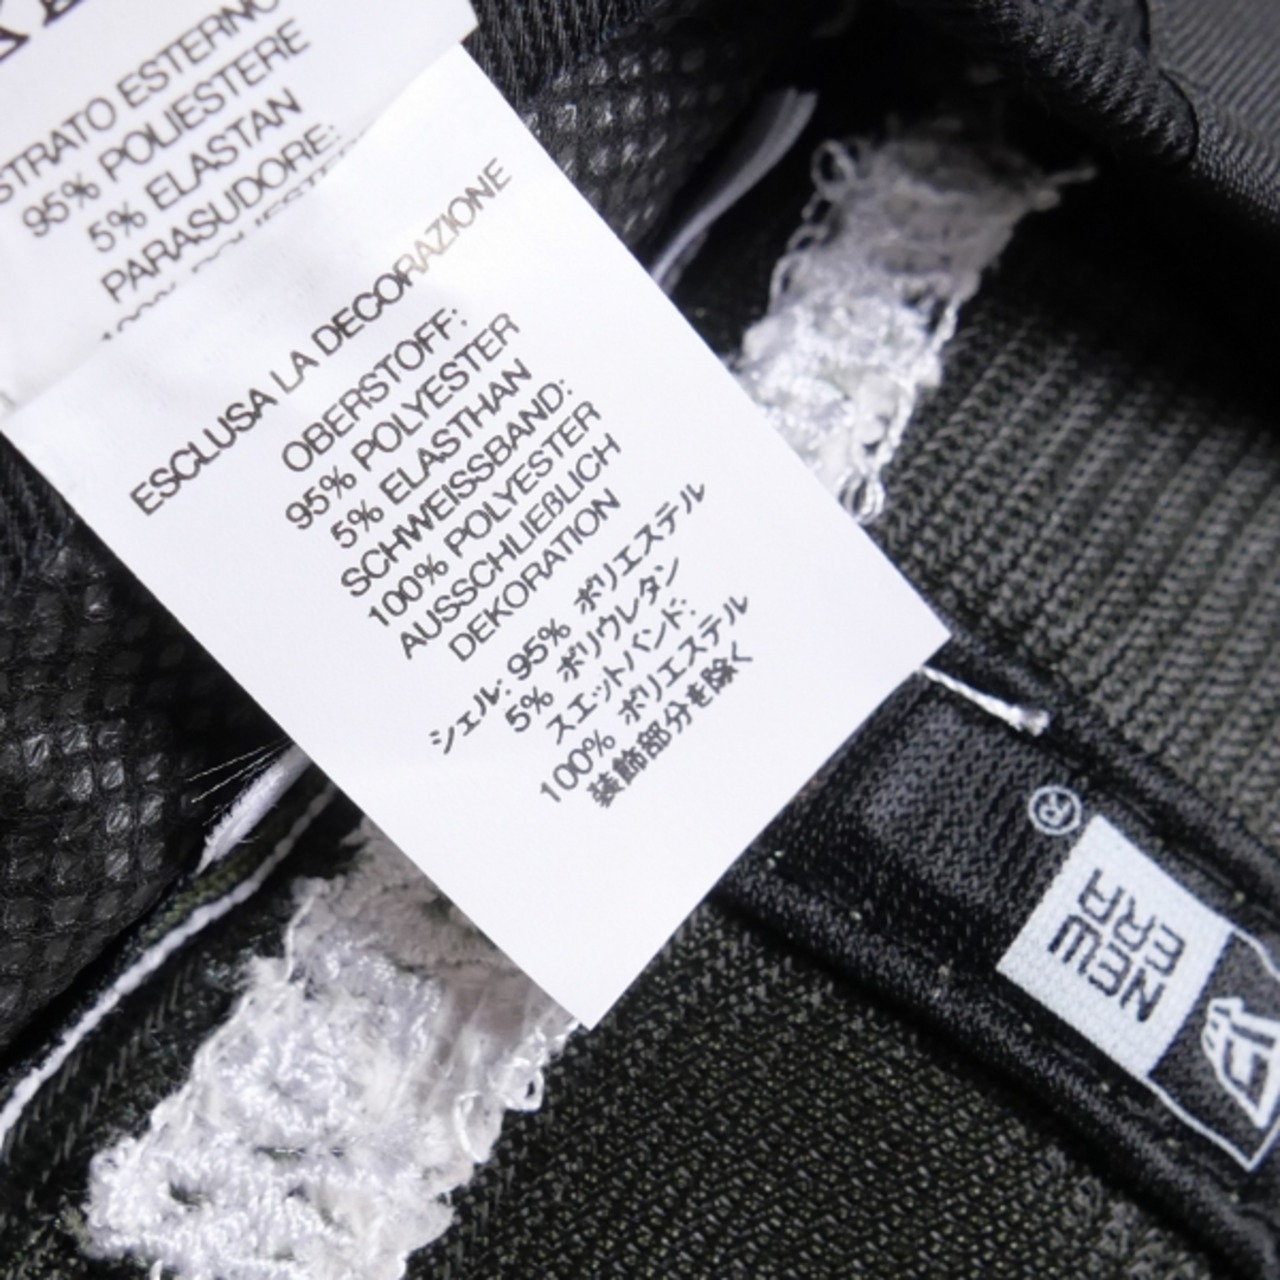 STRATO ESTERNO
95% POLIESTERE
5% ELASTAN
PARASUDORE:
ESCLUSA LA DECORAZIONE
OBERSTOFF:
95% POLYESTER
5% ELASTHAN
SCHWEISSBAND:
100% POLYESTER
AUSSCHLIEßLICH
DEKORATION
シェル: 95% ポリエステル
5% ポリウレタン
スエットバンド:
100% ポリエステル
装飾部分を除く
®
NEW
ERA